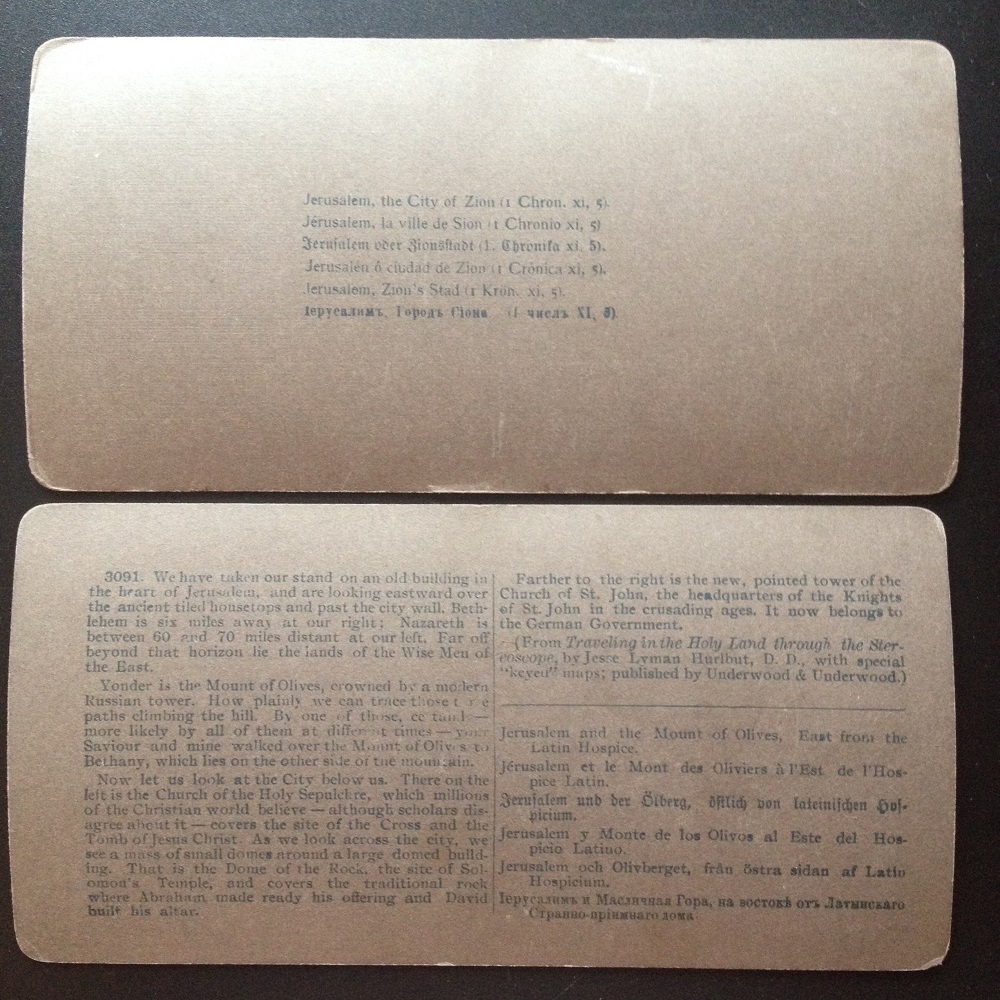 Jerusalem, the City of Zion (1 Chron. xi, 5).
Jérusalem, la ville de Sion (1 Chronio xi, 5)
Jerusalem oder Zionsstadt (1. Chronika xi, 5).
Jerusalén ô ciudad de Zion (1 Crónica xi, 5).
Jerusalem, Zion's Stad (1 Krön. xi, 5).
Іерусалимъ, Городъ Сіона (1 числъ XI, 5)
3091. We have taken our stand on an old building in
the heart of Jerusalem, and are looking eastward over
the ancient tiled housetops and past the city wall. Beth-
lehem is six miles away at our right; Nazareth is
between 60 and 70 miles distant at our left. Far off
beyond that horizon lie the lands of the Wise Men of
the East.
Yonder is the Mount of Olives, crowned by a modern
Russian tower. How plainly we can trace those
paths climbing the hill. By one of those,
more likely by all of them at different times — your
Saviour and mine walked over the Mount of Olives to
Bethany, which lies on the other side of the mountain.
Now let us look at the City below us. There on the
left is the Church of the Holy Sepulchre, which millions
of the Christian world believe — although scholars dis-
agree about it — covers the site of the Cross and the
Tomb of Jesus Christ. As we look across the city, we
see a mass of small domes around a large domed build-
ing. That is the Dome of the Rock, the site of Sol-
omon's Temple, and covers the traditional rock
where Abraham made ready his offering and David
built his altar.
Farther to the right is the new, pointed tower of the
Church of St. John, the headquarters of the Knights
of St. John in the crusading ages. It now belongs to
the German Government.
(From Traveling in the Holy Land through the Ster-
eoscope, by Jesse Lyman Hurlbut, D. D., with special
"keyed" maps; published by Underwood & Underwood.)
Jerusalem and the Mount of Olives, East from the
Latin Hospice.
Jérusalem et le Mont des Oliviers à l'Est de l'Hos-
pice Latin.
Jerusalem und der Ölberg, östlich von lateinischen Hos-
picium.
Jerusalem y Monte de los Olivos al Este del Hos-
picio Latino.
Jerusalem och Olivberget, från östra sidan af Latin
Hospicium.
Іерусалимъ и Масличная Гора, на востокѣ отъ Латинскаго
Странно-пріимнаго дома